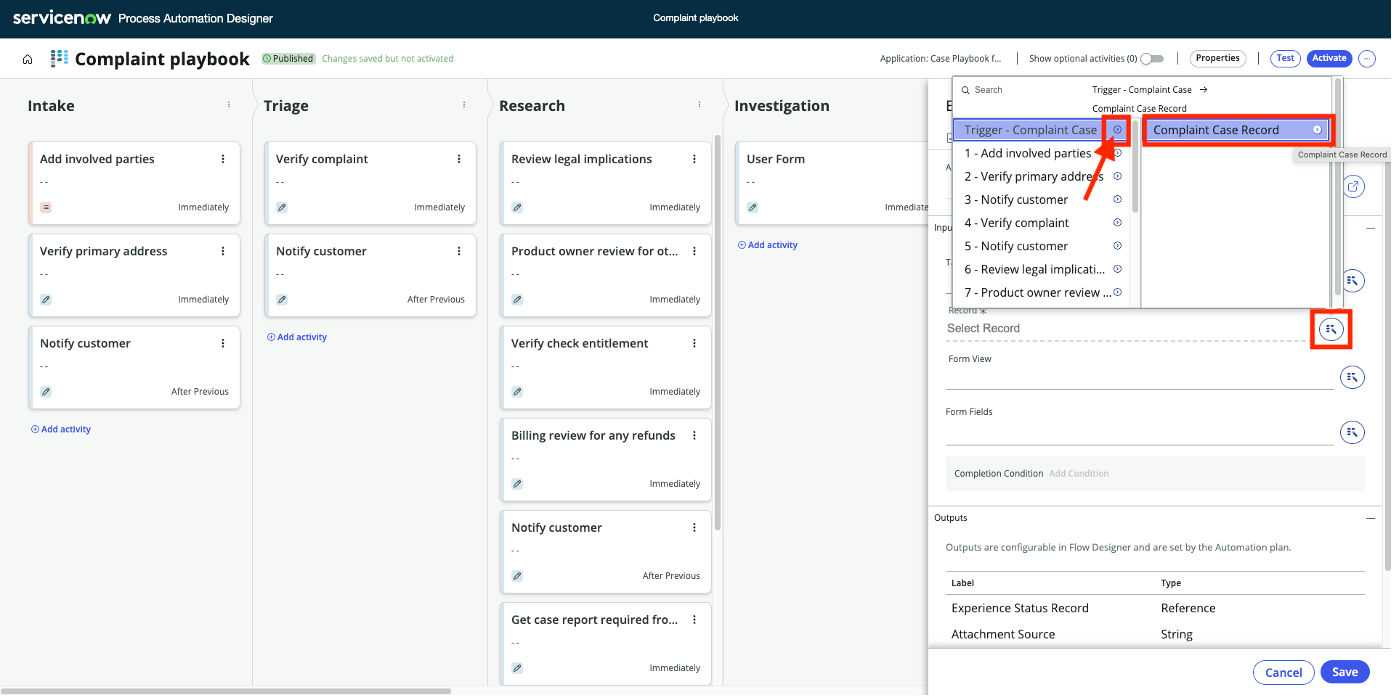 servicenow Process Automation Designer
Complaint playbook
Complaint playbook
Published
Changes saved but not activated
Application: Case Playbook f...
Show optional activities (0)
Properties
Test
Activate
Intake
Add involved parties
--
Immediately
Verify primary address
--
Immediately
Notify customer
--
After Previous
Add activity
Triage
Verify complaint
--
Immediately
Notify customer
--
After Previous
Add activity
Research
Review legal implications
--
Immediately
Product owner review for ot...
--
Immediately
Verify check entitlement
--
Immediately
Billing review for any refunds
--
Immediately
Notify customer
--
After Previous
Get case report required fro...
--
Immediately
Investigation
User Form
--
Add activity
Search
Trigger - Complaint Case →
Complaint Case Record
Trigger - Complaint Case
1 - Add involved parties
2 - Verify primary address
3 - Notify customer
4 - Verify complaint
5 - Notify customer
6 - Review legal implicati...
7 - Product owner review ...
Complaint Case Record
Complaint Case Record
Record *
Select Record
Form View
Form Fields
Completion Condition Add Condition
Outputs
Outputs are configurable in Flow Designer and are set by the Automation plan.
Label Type
Experience Status Record Reference
Attachment Source String
Cancel
Save